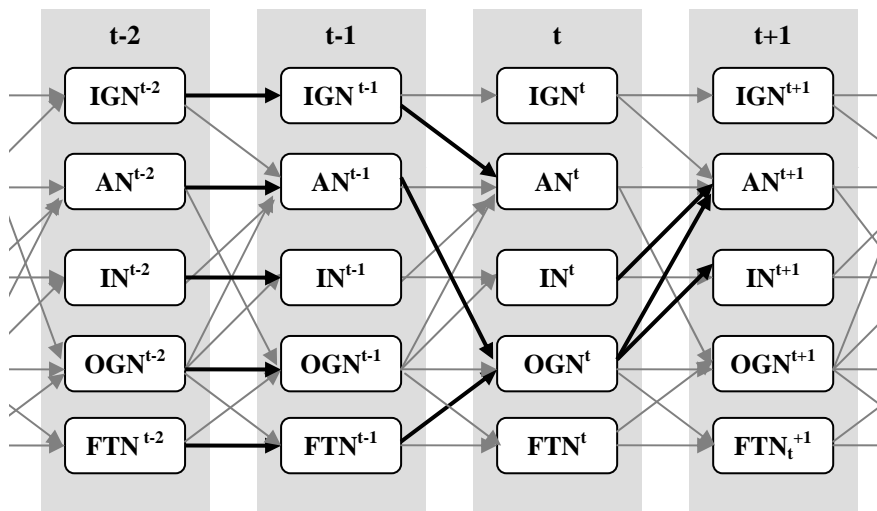 t-2 t-1 t t+1
IGN^t-2 IGN^t-1 IGN^t IGN^t+1
AN^t-2 AN^t-1 AN^t AN^t+1
IN^t-2 IN^t-1 IN^t IN^t+1
OGN^t-2 OGN^t-1 OGN^t OGN^t+1
FTN^t-2 FTN^t-1 FTN^t FTN_t^+1